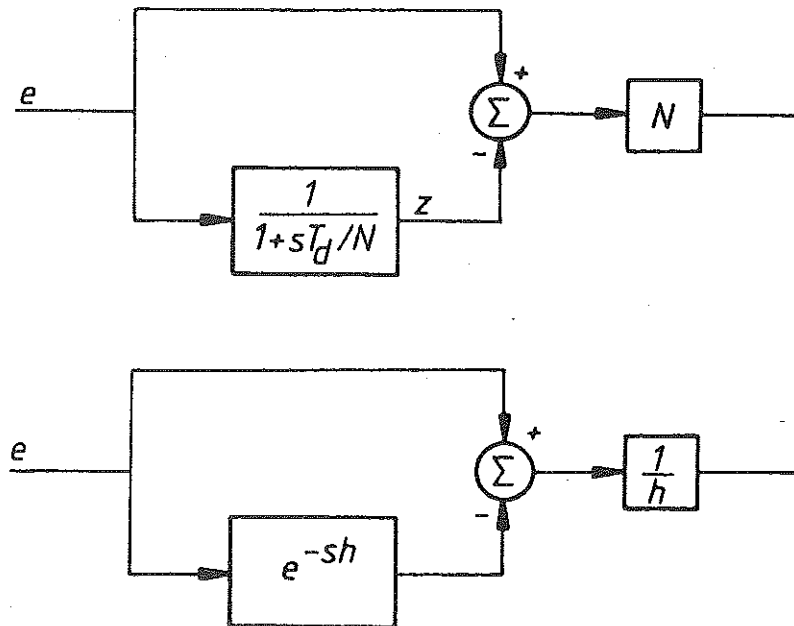 e
+
Σ
-
N
1
1+sT_d/N
z
e
+
Σ
-
1
h
e^{-sh}